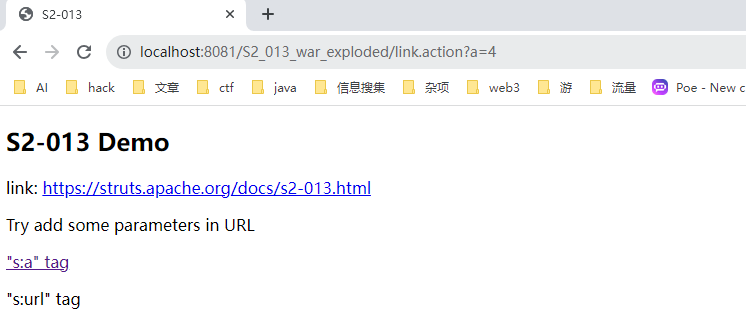 S2-013
localhost:8081/S2_013_war_exploded/link.action?a=4
AI hack 文章 ctf java 信息搜集 杂项 web3 游 流量 Poe - New c
S2-013 Demo
link: https://struts.apache.org/docs/s2-013.html
Try add some parameters in URL
"s:a" tag
"s:url" tag